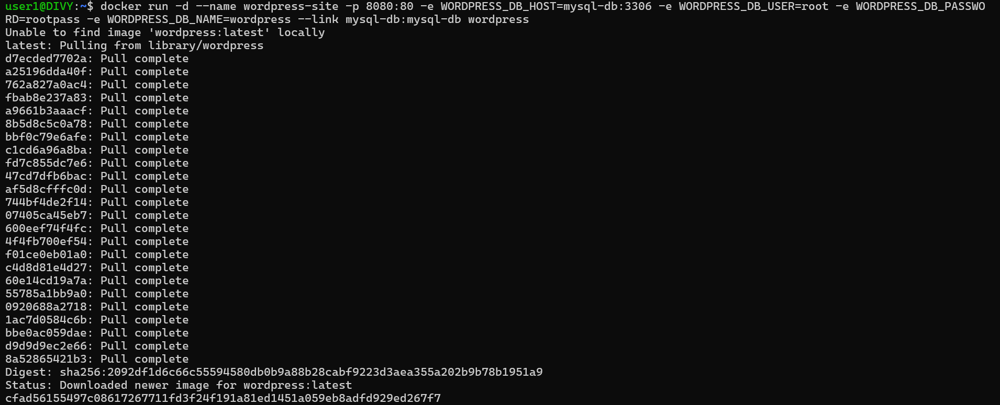 user1@DIVY:~$ docker run -d --name wordpress-site -p 8080:80 -e WORDPRESS_DB_HOST=mysql-db:3306 -e WORDPRESS_DB_USER=root -e WORDPRESS_DB_PASSWO
RD=rootpass -e WORDPRESS_DB_NAME=wordpress --link mysql-db:mysql-db wordpress
Unable to find image 'wordpress:latest' locally
latest: Pulling from library/wordpress
d7ecded7702a: Pull complete
a25196dda40f: Pull complete
762a827a0ac4: Pull complete
fbab8e237a83: Pull complete
a9661b3aaacf: Pull complete
8b5d8c5c0a78: Pull complete
bbf0c79e6afe: Pull complete
c1cd6a96a8ba: Pull complete
fd7c855dc7e6: Pull complete
47cd7dfb6bac: Pull complete
af5d8cfffc0d: Pull complete
744bf4de2f14: Pull complete
07405ca45eb7: Pull complete
600eef74f4fc: Pull complete
4f4fb700ef54: Pull complete
f01ce0eb01a0: Pull complete
c4d8d81e4d27: Pull complete
60e14cd19a7a: Pull complete
55785a1bb9a0: Pull complete
0920688a2718: Pull complete
1ac7d0584c6b: Pull complete
bbe0ac059dae: Pull complete
d9d9d9ec2e66: Pull complete
8a52865421b3: Pull complete
Digest: sha256:2092df1d6c66c55594580db0b9a88b28cabf9223d3aea355a202b9b78b1951a9
Status: Downloaded newer image for wordpress:latest
cfad56155497c08617267711fd3f24f191a81ed1451a059eb8adfd929ed267f7